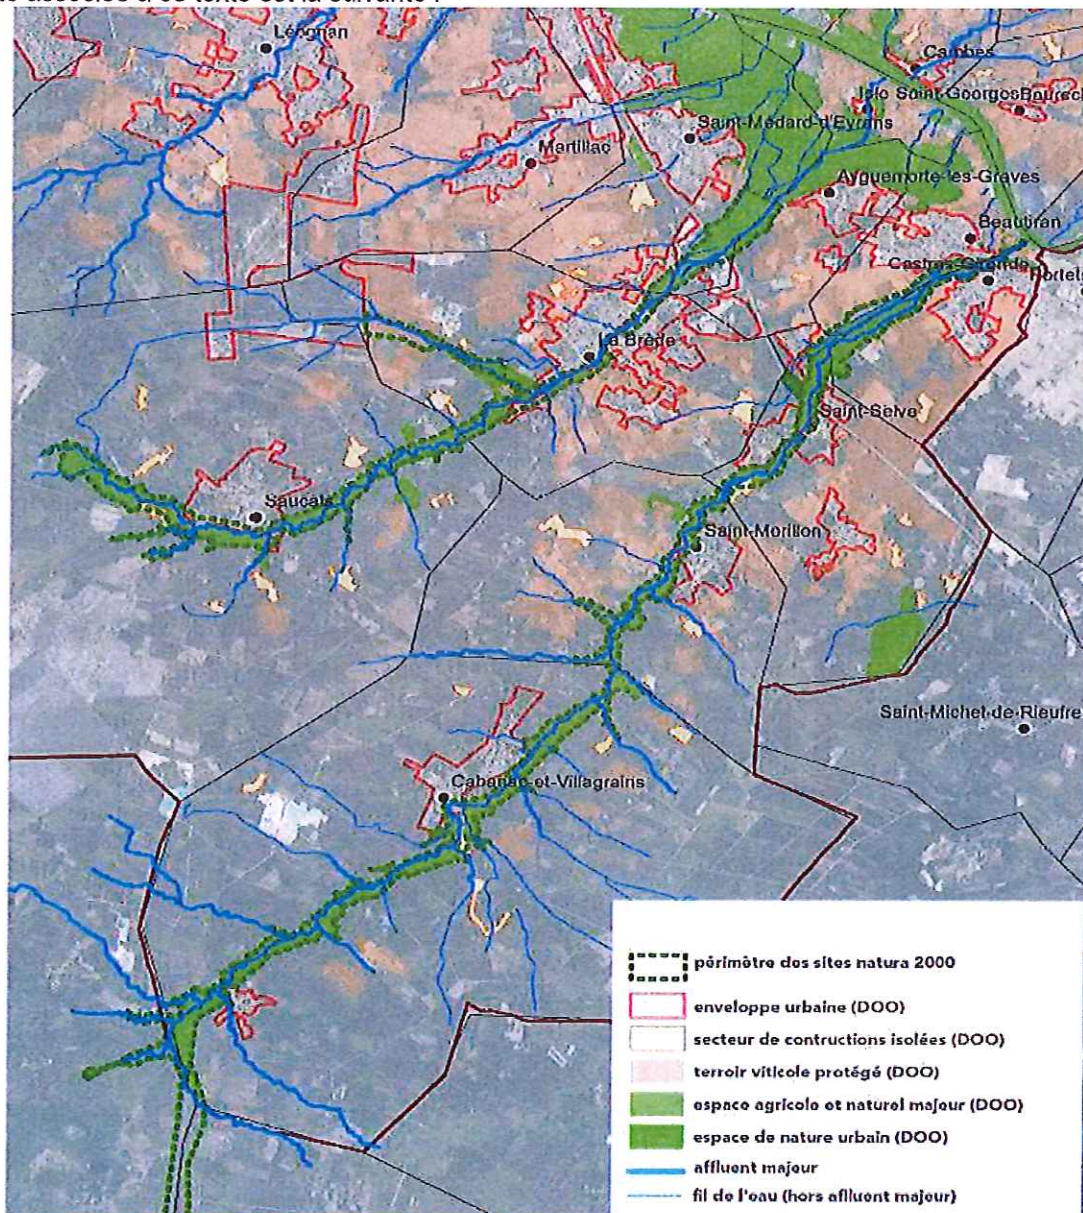 Léognan
Cambes
Isle Saint-Georges
Saint-Médard-d'Eyrans
Martillac
Ayguemorte-les-Graves
Beautiran
Castres-Gironde
Portets
La Brède
Saint-Selve
Saucats
Saint-Morillon
Saint-Michel-de-Rieufre
Cabanac-et-Villagrains
périmètre des sites natura 2000
enveloppe urbaine (DOO)
secteur de contructions isolées (DOO)
terroir viticole protégé (DOO)
espace agricole et naturel majeur (DOO)
espace de nature urbain (DOO)
affluent majeur
fil de l'eau (hors affluent majeur)